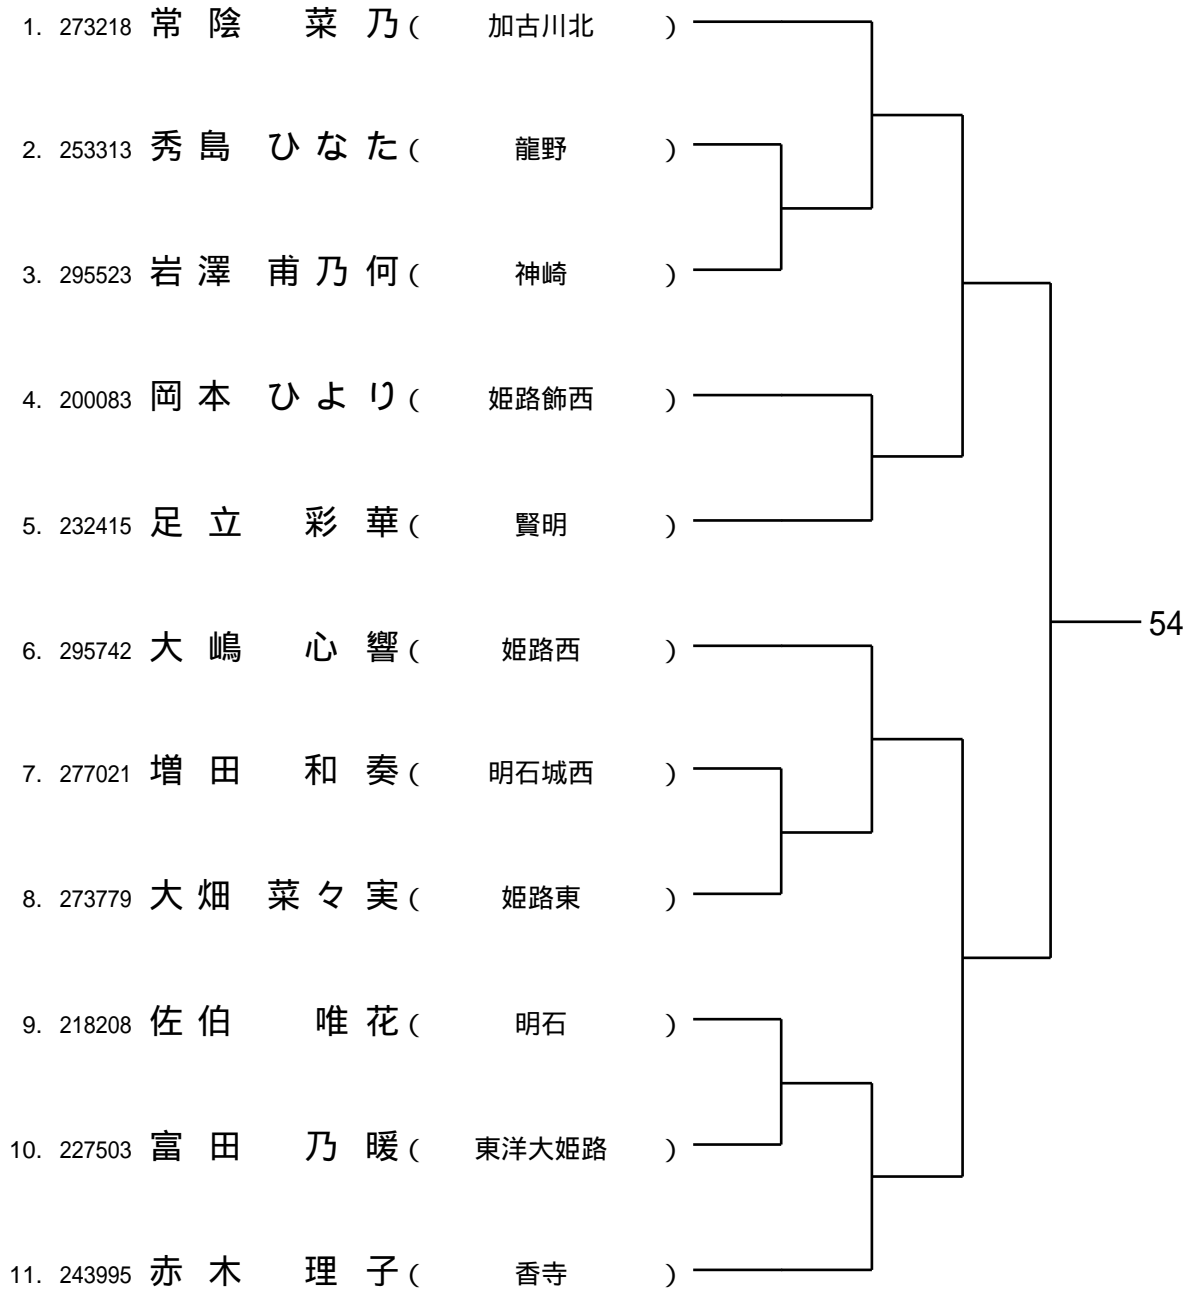 1. 273218 常陰 菜乃 ( 加古川北 )
2. 253313 秀島 ひなた ( 龍野 )
3. 295523 岩澤 甫乃何 ( 神崎 )
4. 200083 岡本 ひより ( 姫路飾西 )
5. 232415 足立 彩華 ( 賢明 )
54
6. 295742 大嶋 心響 ( 姫路西 )
7. 277021 増田 和奏 ( 明石城西 )
8. 273779 大畑 菜々実 ( 姫路東 )
9. 218208 佐伯 唯花 ( 明石 )
10. 227503 富田 乃暖 ( 東洋大姫路 )
11. 243995 赤木 理子 ( 香寺 )